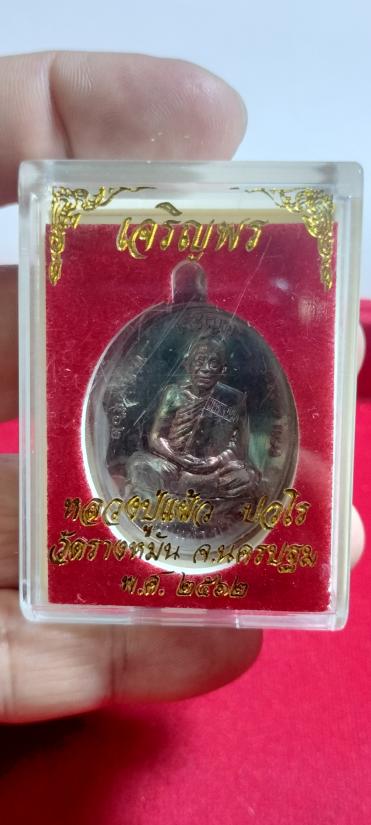 เจริญพร
หลวงปู่แผ้ว ปวโร
วัดรางหมัน จ.นครปฐม
พ.ศ. ๒๕๖๒